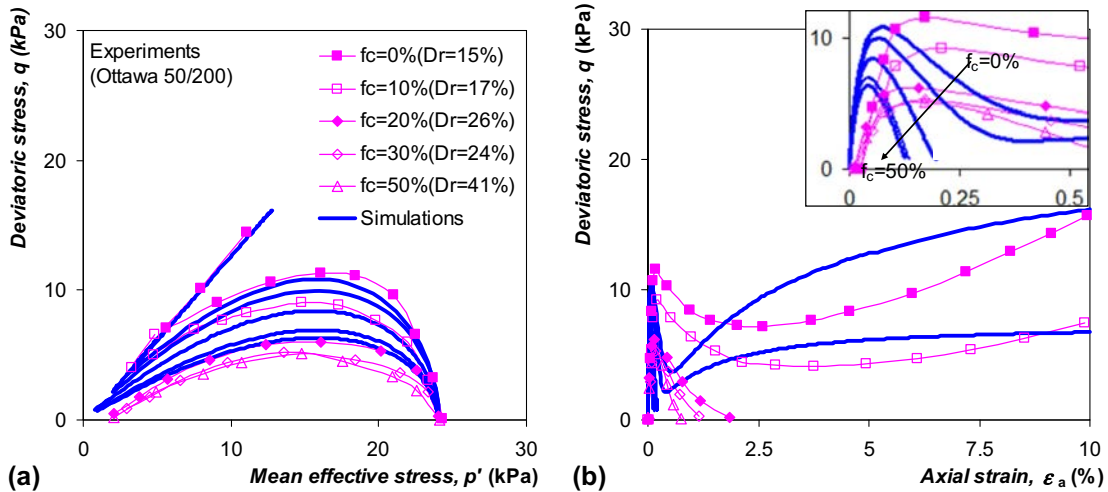 Deviatoric stress, q (kPa)
30
20
10
0
Experiments
(Ottawa 50/200)
fc=0%(Dr=15%)
fc=10%(Dr=17%)
fc=20%(Dr=26%)
fc=30%(Dr=24%)
fc=50%(Dr=41%)
Simulations
0
10
20
30
(a)
Mean effective stress, p' (kPa)
Deviatoric stress, q (kPa)
30
20
10
0
10
0
fc=0%
fc=50%
0
0.25
0.5
0
2.5
5
7.5
10
(b)
Axial strain, εa (%)